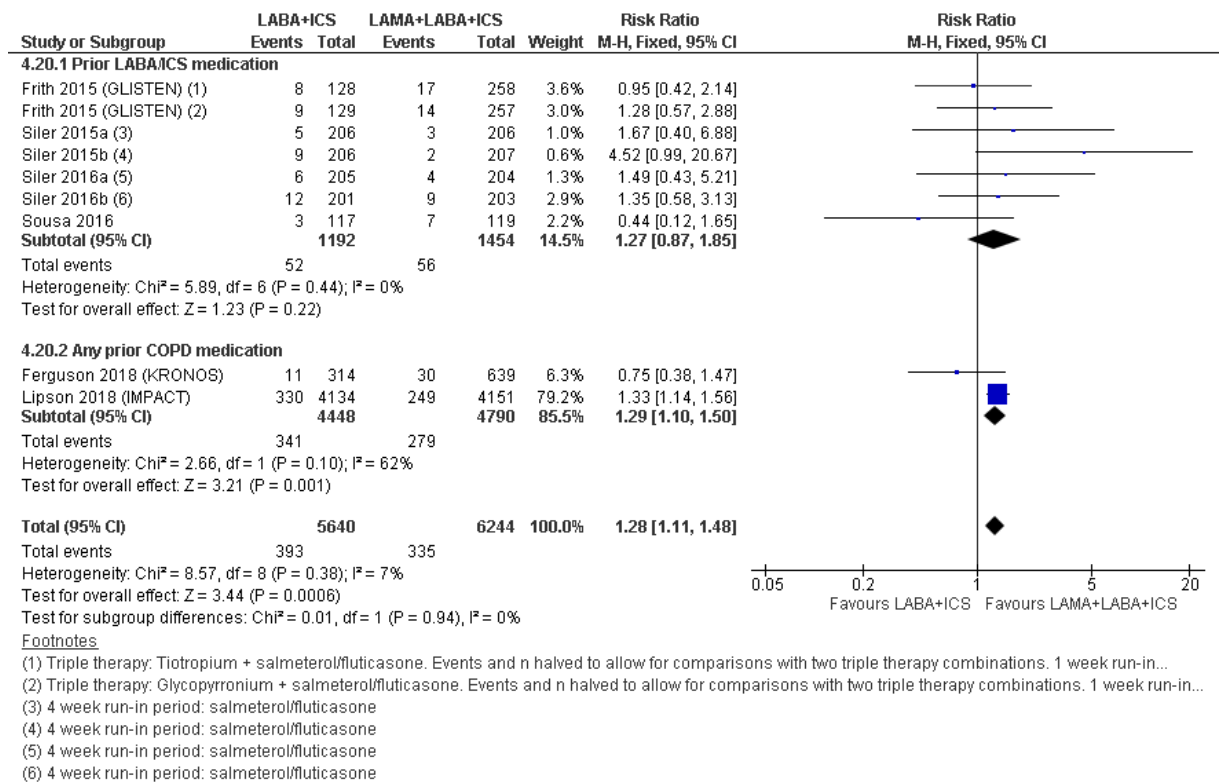 LABA+ICS LAMA+LABA+ICS Risk Ratio Risk Ratio
Study or Subgroup Events Total Events Total Weight M-H, Fixed, 95% CI M-H, Fixed, 95% CI
4.20.1 Prior LABA/ICS medication
Frith 2015 (GLISTEN) (1) 8 128 17 258 3.6% 0.95 [0.42, 2.14]
Frith 2015 (GLISTEN) (2) 9 129 14 257 3.0% 1.28 [0.57, 2.88]
Siler 2015a (3) 5 206 3 206 1.0% 1.67 [0.40, 6.88]
Siler 2015b (4) 9 206 2 207 0.6% 4.52 [0.99, 20.67]
Siler 2016a (5) 6 205 4 204 1.3% 1.49 [0.43, 5.21]
Siler 2016b (6) 12 201 9 203 2.9% 1.35 [0.58, 3.13]
Sousa 2016 3 117 7 119 2.2% 0.44 [0.12, 1.65]
Subtotal (95% CI) 1192 1454 14.5% 1.27 [0.87, 1.85]
Total events 52 56
Heterogeneity: Chi² = 5.89, df = 6 (P = 0.44); I² = 0%
Test for overall effect: Z = 1.23 (P = 0.22)
4.20.2 Any prior COPD medication
Ferguson 2018 (KRONOS) 11 314 30 639 6.3% 0.75 [0.38, 1.47]
Lipson 2018 (IMPACT) 330 4134 249 4151 79.2% 1.33 [1.14, 1.56]
Subtotal (95% CI) 4448 4790 85.5% 1.29 [1.10, 1.50]
Total events 341 279
Heterogeneity: Chi² = 2.66, df = 1 (P = 0.10); I² = 62%
Test for overall effect: Z = 3.21 (P = 0.001)
Total (95% CI) 5640 6244 100.0% 1.28 [1.11, 1.48]
Total events 393 335
Heterogeneity: Chi² = 8.57, df = 8 (P = 0.38); I² = 7%
Test for overall effect: Z = 3.44 (P = 0.0006)
Test for subgroup differences: Chi² = 0.01, df = 1 (P = 0.94), I² = 0%
0.05 0.2 1 5 20
Favours LABA+ICS Favours LAMA+LABA+ICS
Footnotes
(1) Triple therapy: Tiotropium + salmeterol/fluticasone. Events and n halved to allow for comparisons with two triple therapy combinations. 1 week run-in...
(2) Triple therapy: Glycopyrronium + salmeterol/fluticasone. Events and n halved to allow for comparisons with two triple therapy combinations. 1 week run-in...
(3) 4 week run-in period: salmeterol/fluticasone
(4) 4 week run-in period: salmeterol/fluticasone
(5) 4 week run-in period: salmeterol/fluticasone
(6) 4 week run-in period: salmeterol/fluticasone